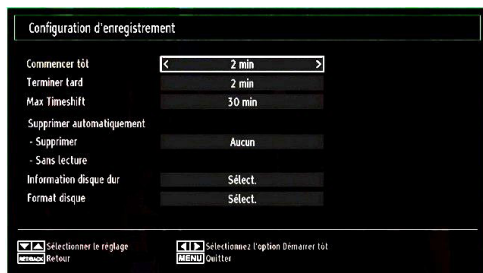 Configuration d'enregistrement
Commencer tôt < 2 min >
Terminer tard 2 min
Max Timeshift 30 min
Supprimer automatiquement
- Supprimer Aucun
- Sans lecture
Information disque dur Sélect.
Format disque Sélect.
Sélectionner le réglage Sélectionnez l'option Démarrer tôt
Retour MENU Quitter